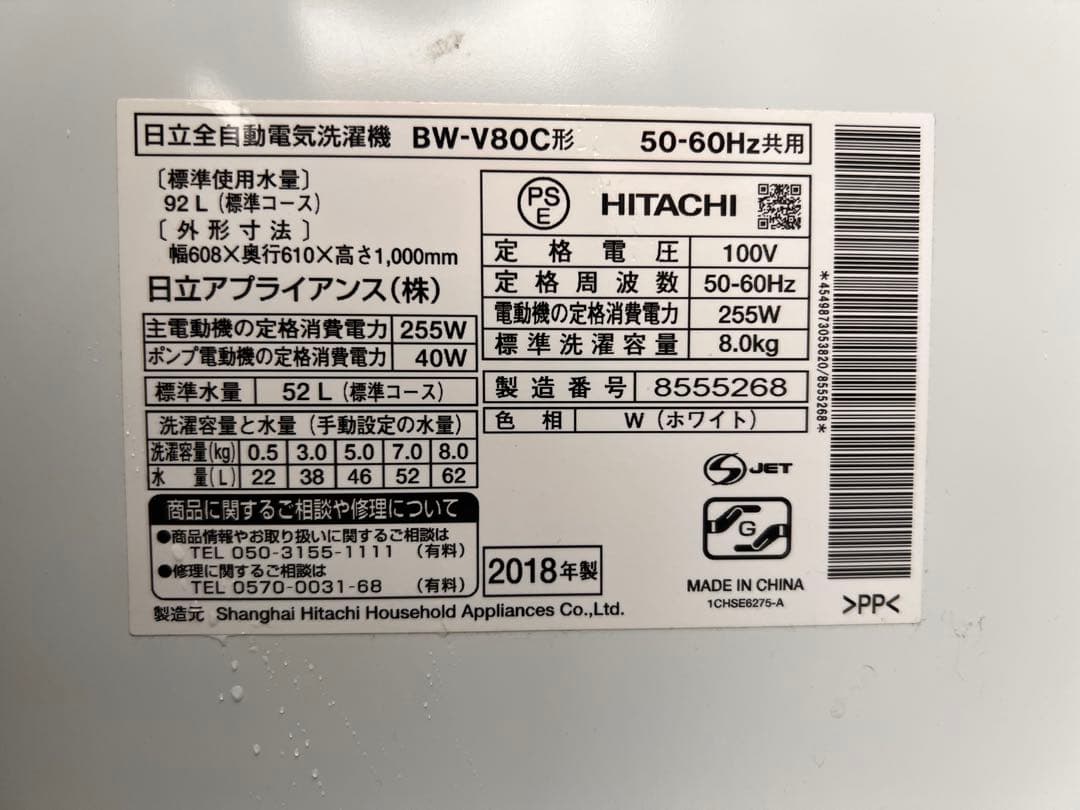 日立全自動電気洗濯機 BW-V80C形 50-60Hz共用
〔標準使用水量〕
92 L（標準コース）
〔外形寸法〕
幅608×奥行610×高さ1,000mm
日立アプライアンス（株）
主電動機の定格消費電力 255W
ポンプ電動機の定格消費電力 40W
標準水量 52 L（標準コース）
洗濯容量と水量（手動設定の水量）
洗濯容量(kg) 0.5 3.0 5.0 7.0 8.0
水量(L) 22 38 46 52 62
商品に関するご相談や修理について
●商品情報やお取り扱いに関するご相談は
TEL 050-3155-1111 （有料）
●修理に関するご相談は
TEL 0570-0031-68 （有料）
製造元 Shanghai Hitachi Household Appliances Co.,Ltd.
PS
E
HITACHI
定格電圧 100V
定格周波数 50-60Hz
電動機の定格消費電力 255W
標準洗濯容量 8.0kg
製造番号 8555268
色相 W（ホワイト）
S JET
G
2018年製
MADE IN CHINA
1CHSE6275-A
*4549873053820/8555268*
>PP<